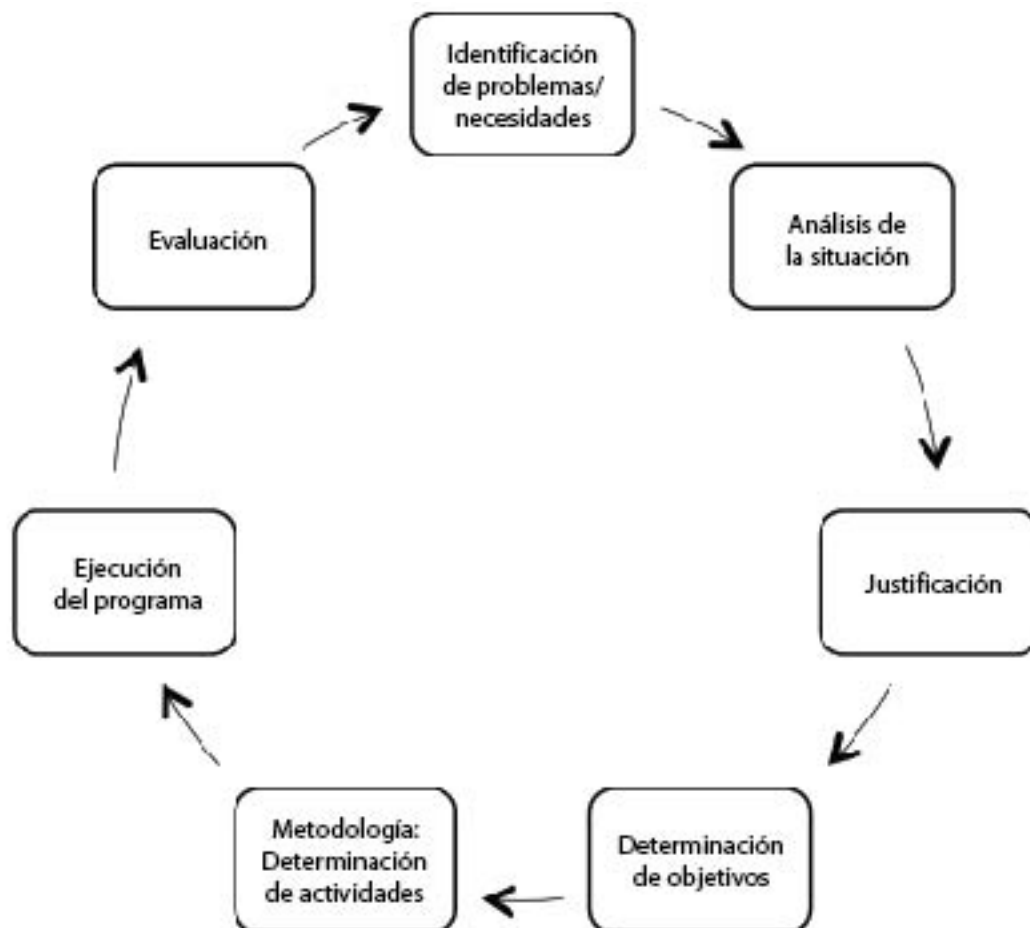 Identificación
de problemas/
necesidades
Análisis de
la situación
Justificación
Determinación
de objetivos
Metodología:
Determinación
de actividades
Ejecución
del programa
Evaluación